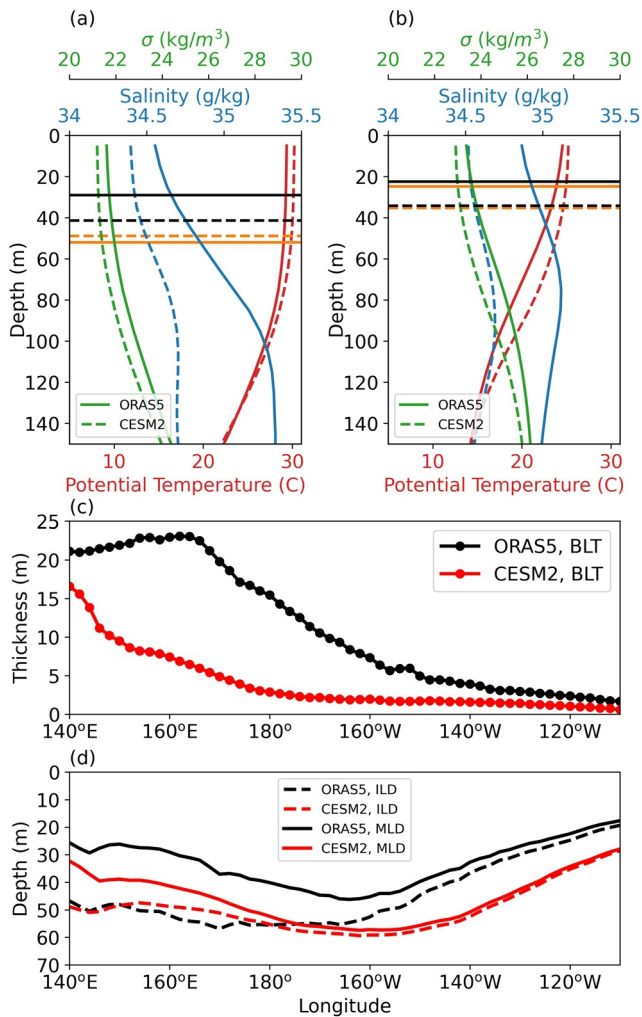 (a) (b)
σ (kg/m³) σ (kg/m³)
20 22 25 28 30 20 22 25 28 30
Salinity (g/kg) Salinity (g/kg)
34 34.5 35 35.5 34 34.5 35 35.5
Depth (m) Depth (m)
0 20 40 60 80 100 120 140
0 20 40 60 80 100 120 140
ORAS5 ORAS5
CESM2 CESM2
10 20 30 10 20 30
Potential Temperature (C) Potential Temperature (C)
(c)
Thickness (m)
25
20
15
10
5
0
ORAS5, BLT
CESM2, BLT
140°E 160°E 180° 160°W 140°W 120°W
(d)
Depth (m)
0
10
20
30
40
50
60
70
ORAS5, ILD
CESM2, ILD
ORAS5, MLD
CESM2, MLD
140°E 160°E 180° 160°W 140°W 120°W
Longitude